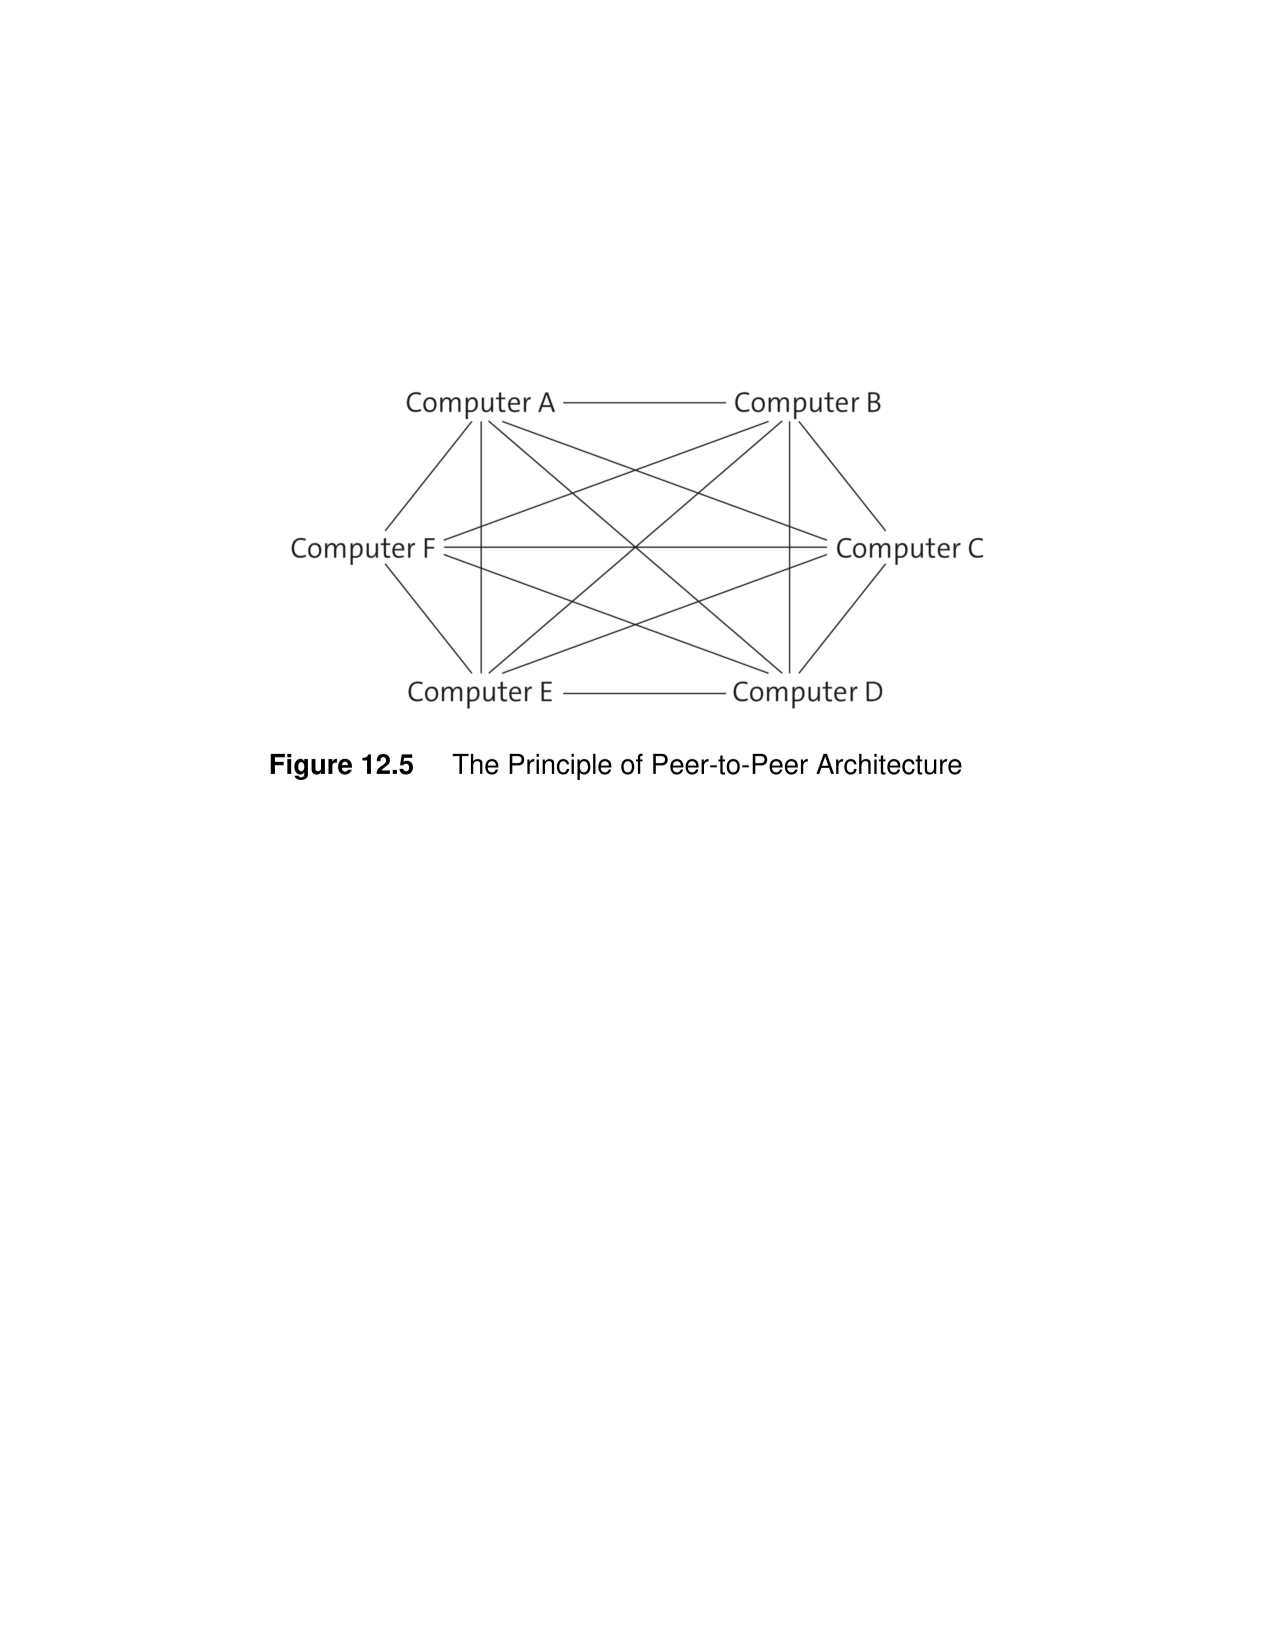 Computer A Computer B
Computer F Computer C
Computer E Computer D
Figure 12.5 The Principle of Peer-to-Peer Architecture